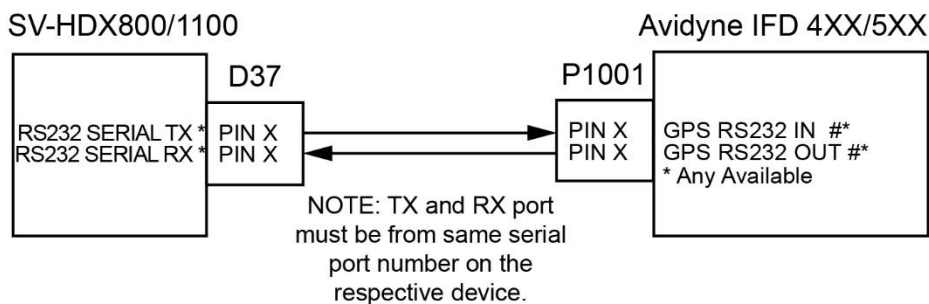 SV-HDX800/1100
Avidyne IFD 4XX/5XX
D37
P1001
RS232 SERIAL TX * PIN X
RS232 SERIAL RX * PIN X
PIN X GPS RS232 IN #*
PIN X GPS RS232 OUT #*
* Any Available
NOTE: TX and RX port
must be from same serial
port number on the
respective device.